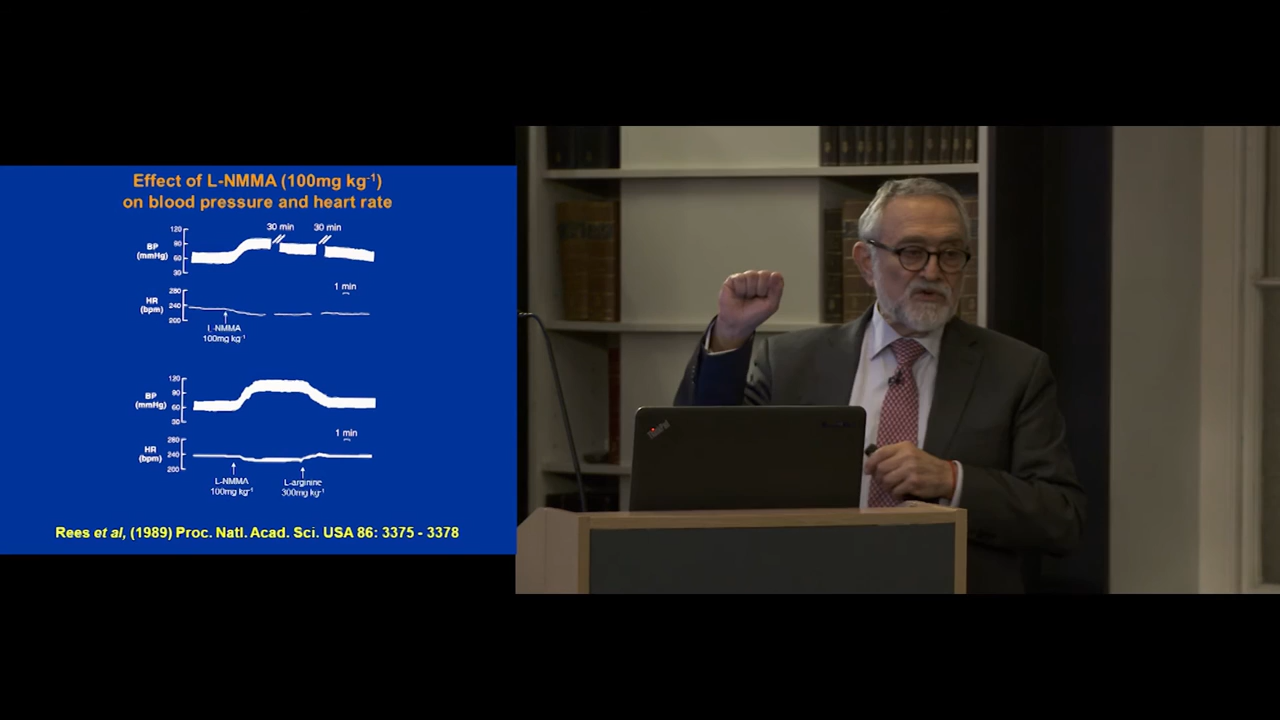 Effect of L-NMMA (100mg kg-1)
on blood pressure and heart rate
30 min 30 min
120
BP 90
(mmHg) 60
30
280 1 min
HR 240
(bpm)
200
L-NMMA
100mg kg-1
120
BP 90
(mmHg) 60
30
280 1 min
HR 240
(bpm)
200
L-NMMA L-arginine
100mg kg-1 300mg kg-1
Rees et al, (1989) Proc. Natl. Acad. Sci. USA 86: 3375 - 3378
ThinkPad